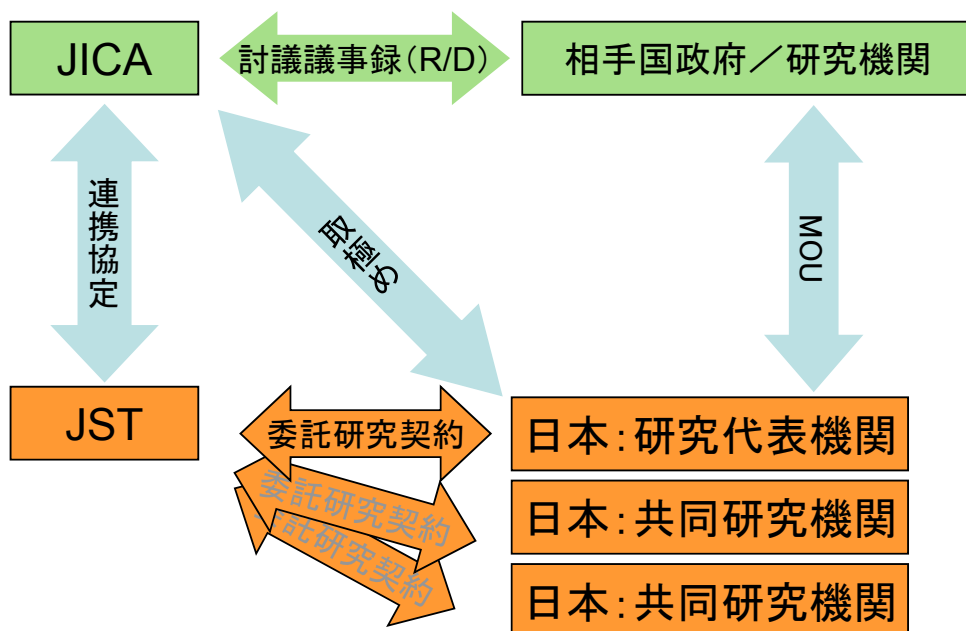 JICA
討議議事録(R/D)
相手国政府／研究機関
連携協定
取極め
MOU
JST
委託研究契約
日本:研究代表機関
委託研究契約
日本:共同研究機関
委託研究契約
日本:共同研究機関